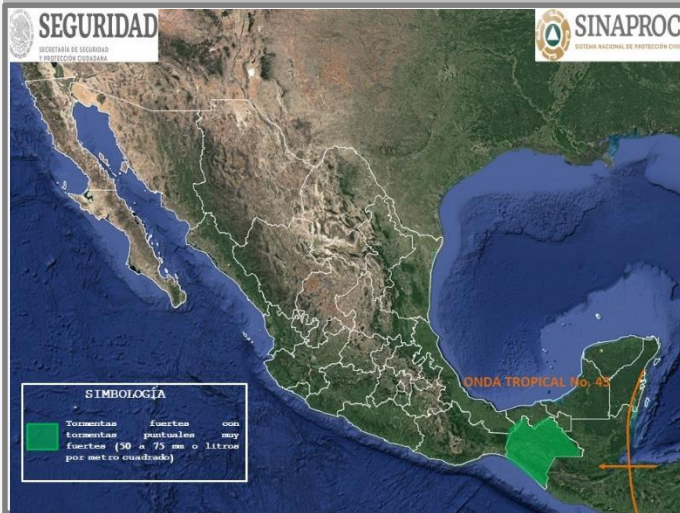 SEGURIDAD
SECRETARÍA DE SEGURIDAD
Y PROTECCIÓN CIUDADANA
SINAPROC
SISTEMA NACIONAL DE PROTECCIÓN CIVIL
ONDA TROPICAL No. 43
SIMBOLOGÍA
Tormentas fuertes con
tormentas puntuales muy
fuertes (50 a 75 mm o litros
por metro cuadrado)